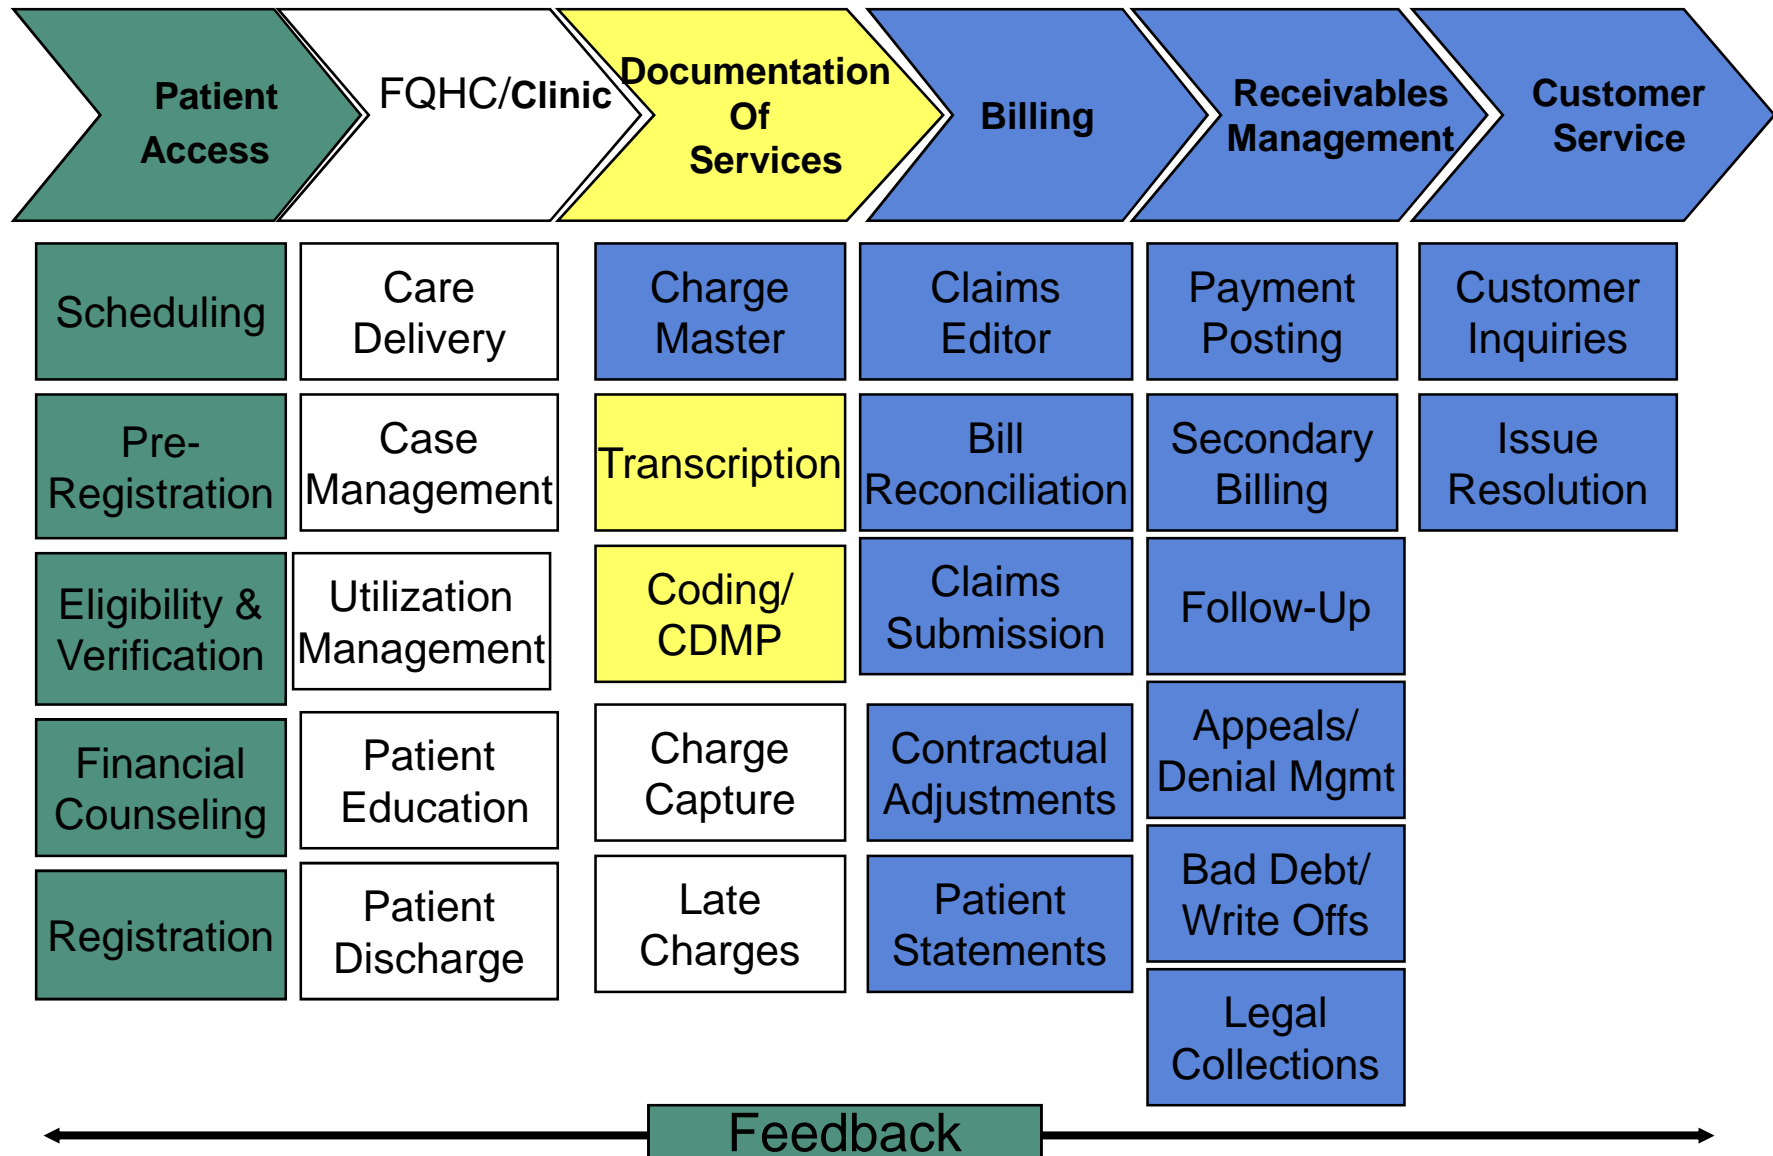 Patient
Access
FQHC/Clinic
Documentation
Of
Services
Billing
Receivables
Management
Customer
Service
Scheduling
Pre-
Registration
Eligibility &
Verification
Financial
Counseling
Registration
Care
Delivery
Case
Management
Utilization
Management
Patient
Education
Patient
Discharge
Charge
Master
Transcription
Coding/
CDMP
Charge
Capture
Late
Charges
Claims
Editor
Bill
Reconciliation
Claims
Submission
Contractual
Adjustments
Patient
Statements
Payment
Posting
Secondary
Billing
Follow-Up
Appeals/
Denial Mgmt
Bad Debt/
Write Offs
Legal
Collections
Customer
Inquiries
Issue
Resolution
Feedback